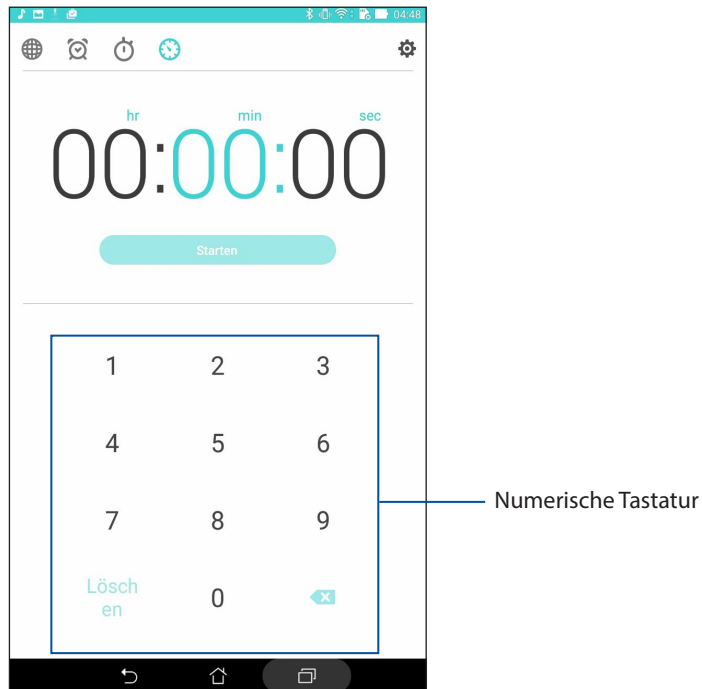 04:48
hr min sec
00:00:00
Starten
1 2 3
4 5 6
7 8 9
Lösch
en
0
Numerische Tastatur